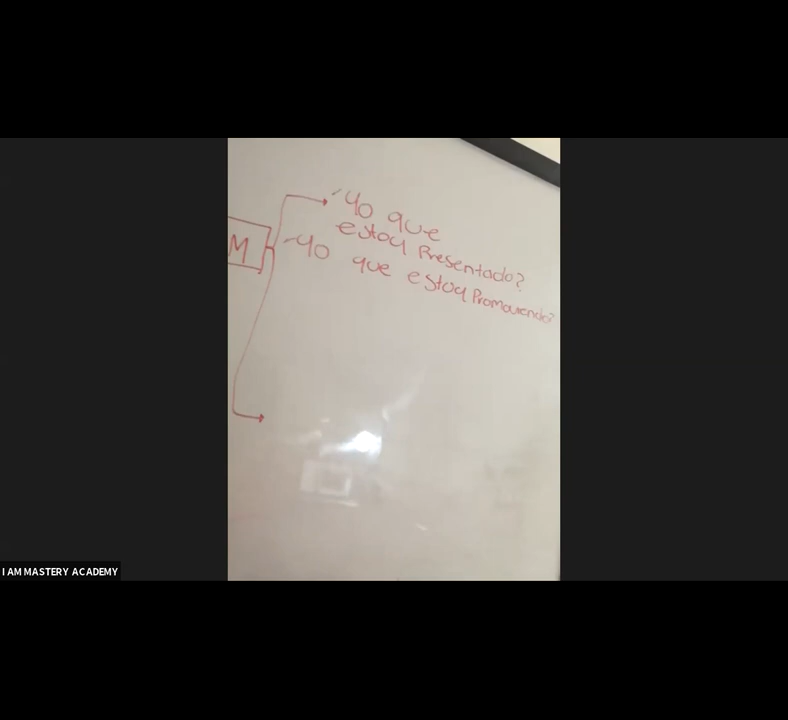 -Yo que
estoy Presentado?
M
-Yo que estoy Promoviendo?
I AM MASTERY ACADEMY